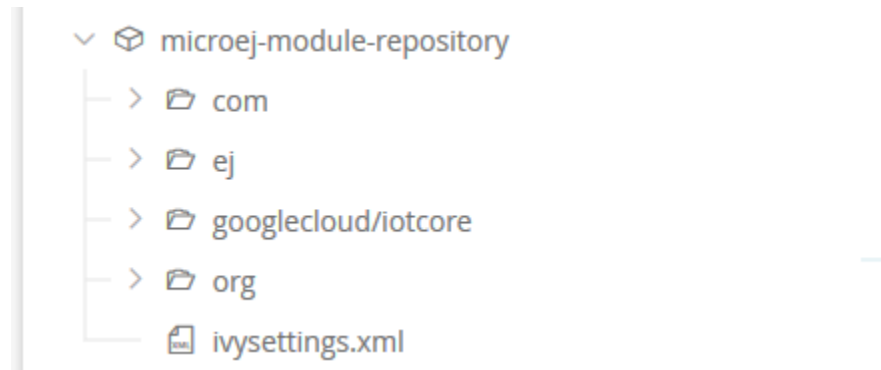 microej-module-repository
com
ej
googlecloud/iotcore
org
ivysettings.xml